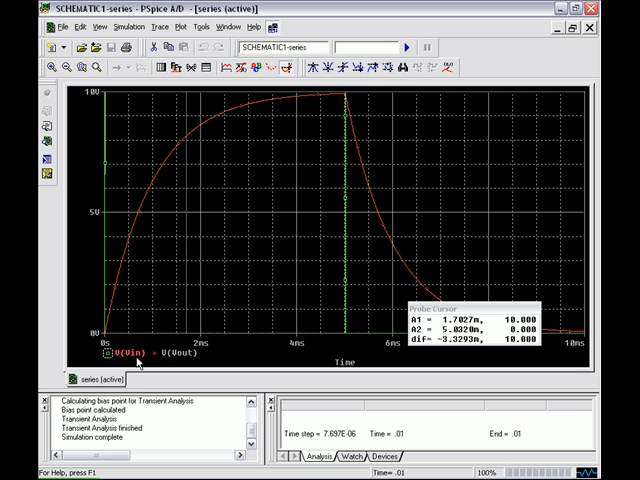 SCHEMATIC1-series - PSpice A/D - [series (active)]
File Edit View Simulation Trace Plot Tools Window Help
SCHEMATIC1-series
10V
5V
0V
0s 2ms 4ms 6ms 10ms
V(Vin) V(Vout)
Time
Probe Cursor
A1 = 1.7027m, 10.000
A2 = 5.0320m, 0.000
dif= -3.3293m, 10.000
series (active)
Calculating bias point for Transient Analysis
Bias point calculated
Transient Analysis
Transient Analysis finished
Simulation complete
Time step = 7.697E-06 Time = .01 End = .01
Analysis Watch Devices
For Help, press F1 Time= .01 100%